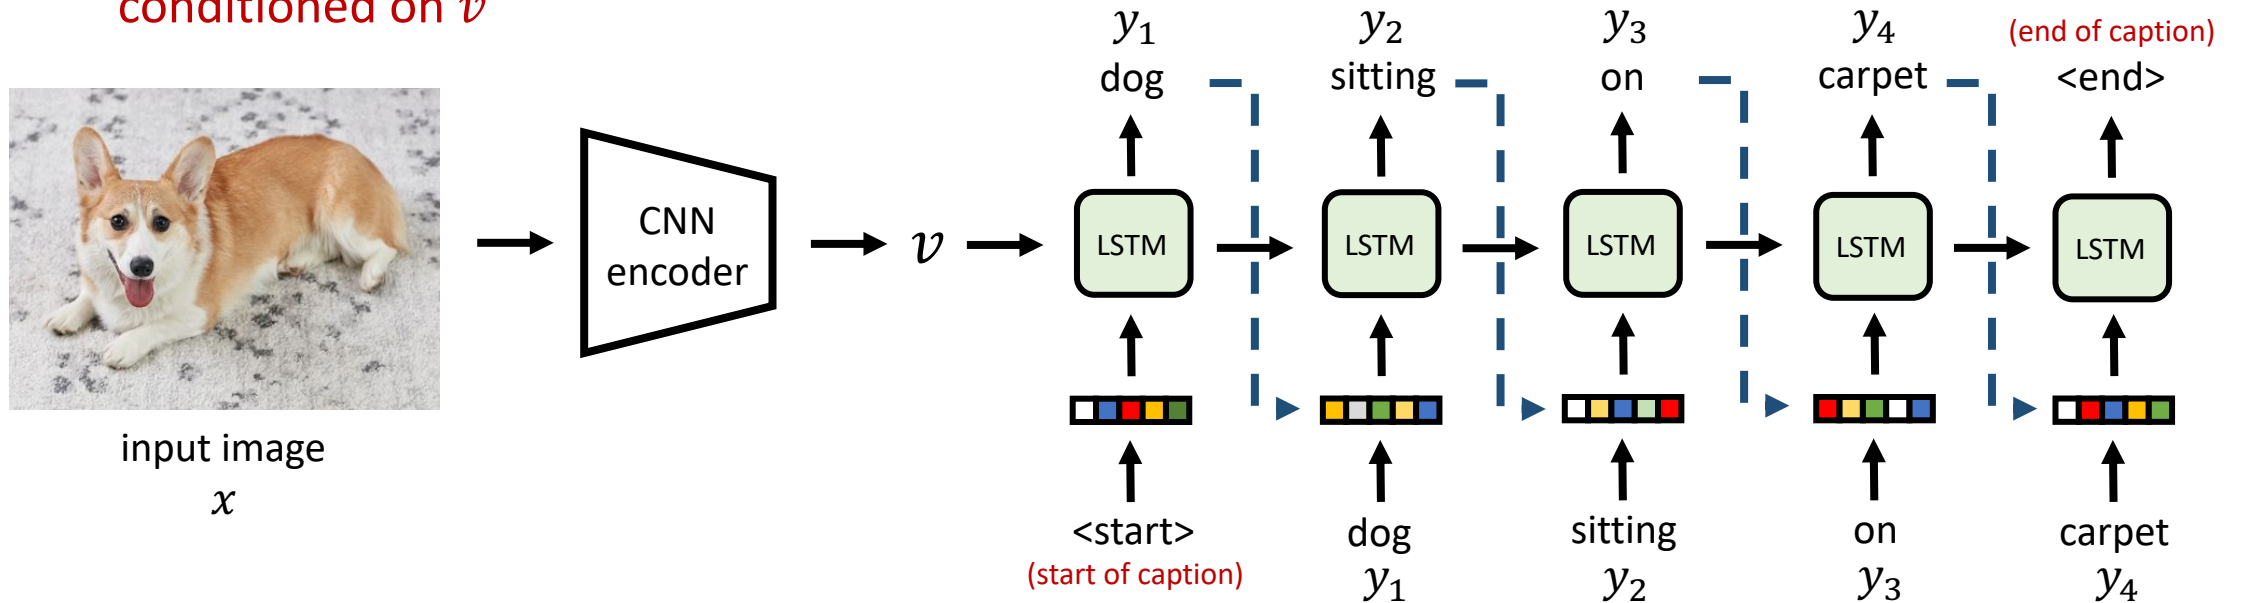 conditioned on v
y1 y2 y3 y4 (end of caption)
dog sitting on carpet <end>
CNN
encoder
v
LSTM LSTM LSTM LSTM LSTM
input image
x
<start> dog sitting on carpet
(start of caption) y1 y2 y3 y4